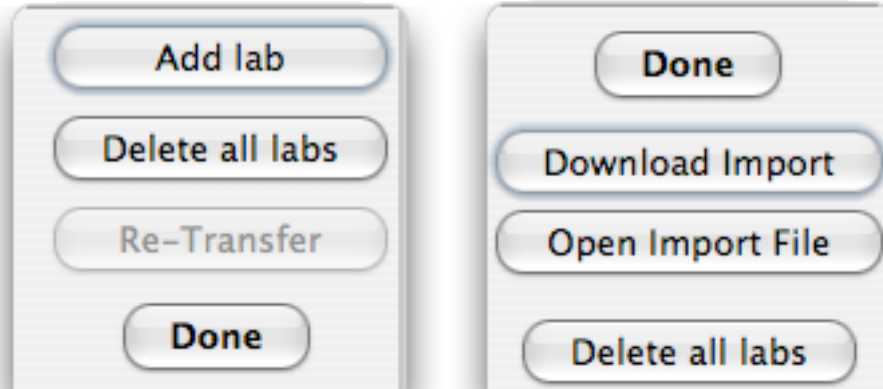 Add lab
Delete all labs
Re-Transfer
Done
Done
Download Import
Open Import File
Delete all labs